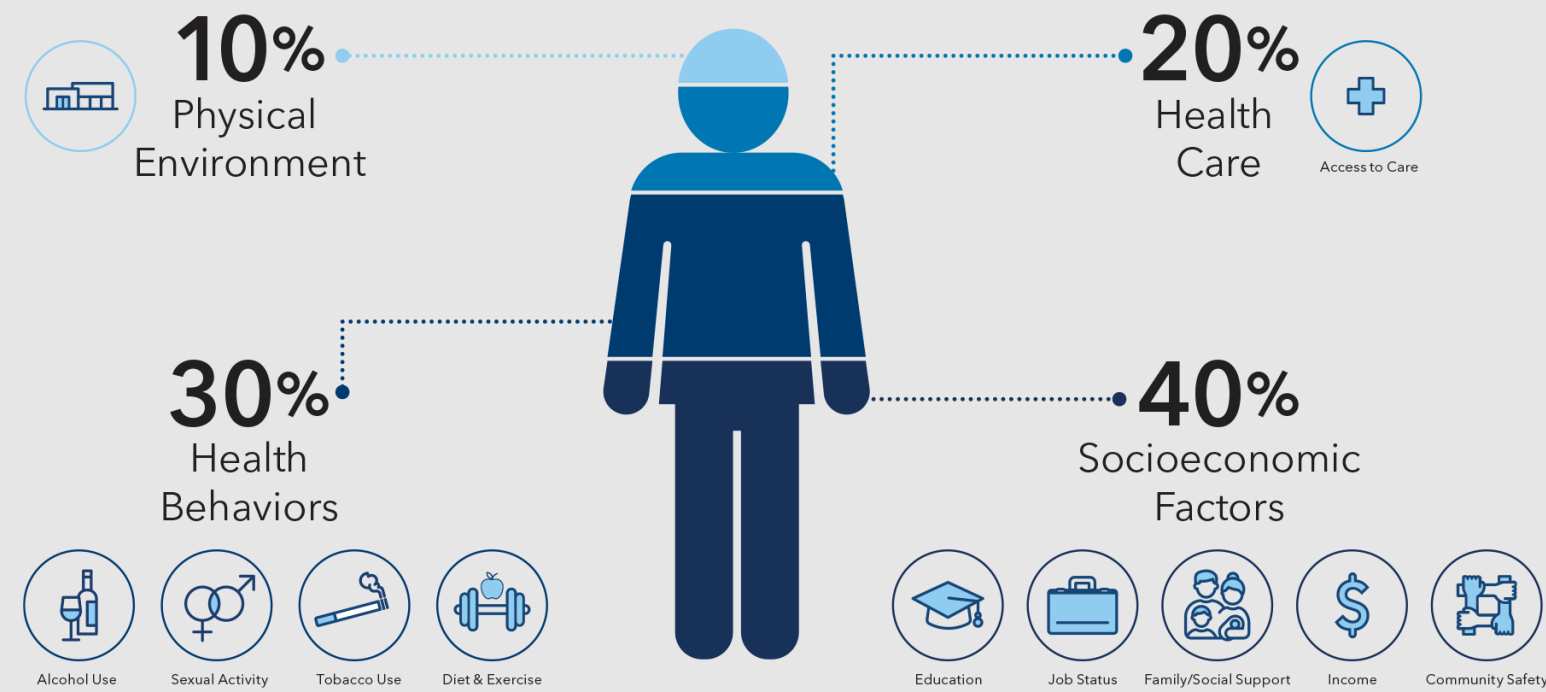 10%
Physical
Environment
20%
Health
Care
Access to Care
30%
Health
Behaviors
Alcohol Use
Sexual Activity
Tobacco Use
Diet & Exercise
40%
Socioeconomic
Factors
Education
Job Status
Family/Social Support
Income
Community Safety